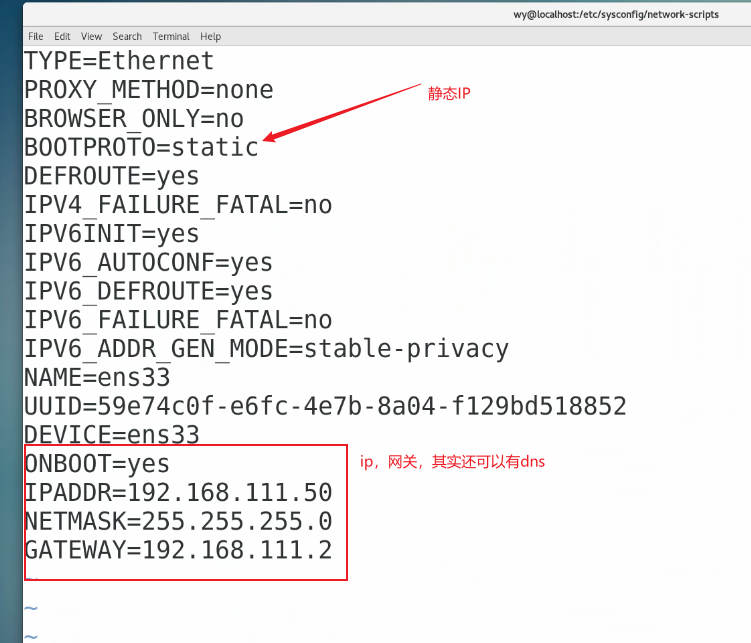 wy@localhost:/etc/sysconfig/network-scripts
File Edit View Search Terminal Help
TYPE=Ethernet
PROXY_METHOD=none
静态IP
BROWSER_ONLY=no
BOOTPROTO=static
DEFROUTE=yes
IPV4_FAILURE_FATAL=no
IPV6INIT=yes
IPV6_AUTOCONF=yes
IPV6_DEFROUTE=yes
IPV6_FAILURE_FATAL=no
IPV6_ADDR_GEN_MODE=stable-privacy
NAME=ens33
UUID=59e74c0f-e6fc-4e7b-8a04-f129bd518852
DEVICE=ens33
ONBOOT=yes
ip，网关，其实还可以有dns
IPADDR=192.168.111.50
NETMASK=255.255.255.0
GATEWAY=192.168.111.2
~
~
~